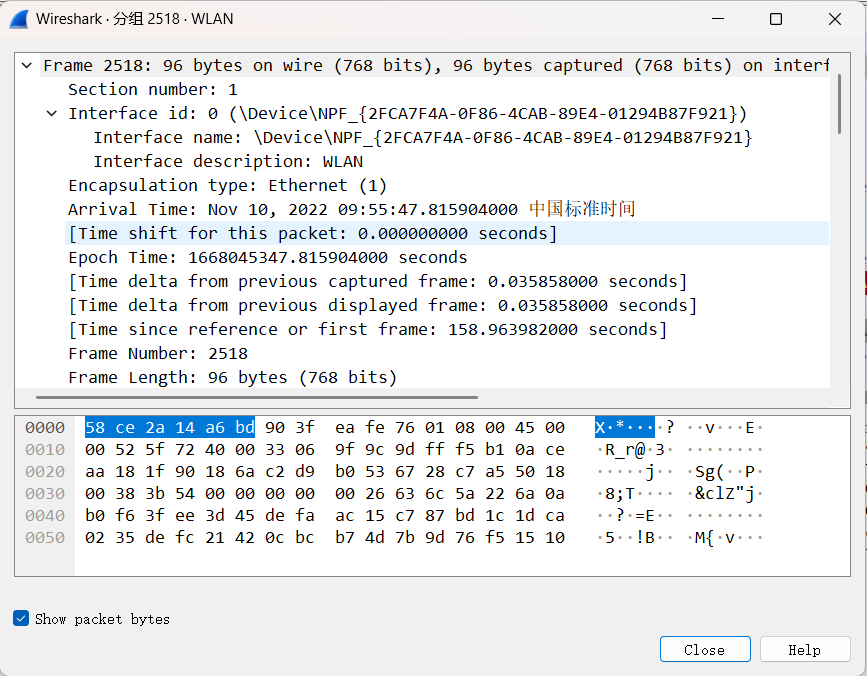 Wireshark · 分组 2518 · WLAN
Frame 2518: 96 bytes on wire (768 bits), 96 bytes captured (768 bits) on interf
Section number: 1
Interface id: 0 (\Device\NPF_{2FCA7F4A-0F86-4CAB-89E4-01294B87F921})
Interface name: \Device\NPF_{2FCA7F4A-0F86-4CAB-89E4-01294B87F921}
Interface description: WLAN
Encapsulation type: Ethernet (1)
Arrival Time: Nov 10, 2022 09:55:47.815904000 中国标准时间
[Time shift for this packet: 0.000000000 seconds]
Epoch Time: 1668045347.815904000 seconds
[Time delta from previous captured frame: 0.035858000 seconds]
[Time delta from previous displayed frame: 0.035858000 seconds]
[Time since reference or first frame: 158.963982000 seconds]
Frame Number: 2518
Frame Length: 96 bytes (768 bits)
0000 58 ce 2a 14 a6 bd 90 3f ea fe 76 01 08 00 45 00 X·*····? ··v···E·
0010 00 52 5f 72 40 00 33 06 9f 9c 9d ff f5 b1 0a ce ·R_r@·3· ········
0020 aa 18 1f 90 18 6a c2 d9 b0 53 67 28 c7 a5 50 18 ·····j·· ·Sg(··P·
0030 00 38 3b 54 00 00 00 00 00 26 63 6c 5a 22 6a 0a ·8;T···· ·&clZ"j·
0040 b0 f6 3f ee 3d 45 de fa ac 15 c7 87 bd 1c 1d ca ··?·=E·· ········
0050 02 35 de fc 21 42 0c bc b7 4d 7b 9d 76 f5 15 10 ·5··!B·· ·M{·v···
Show packet bytes
Close
Help